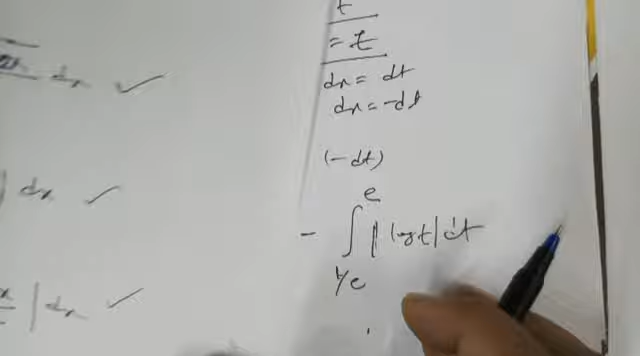 t
= t
dx = dt
dx = -dt
(-dt)
dx
dx
- ∫ |log t| dt
e
1/e
| dx